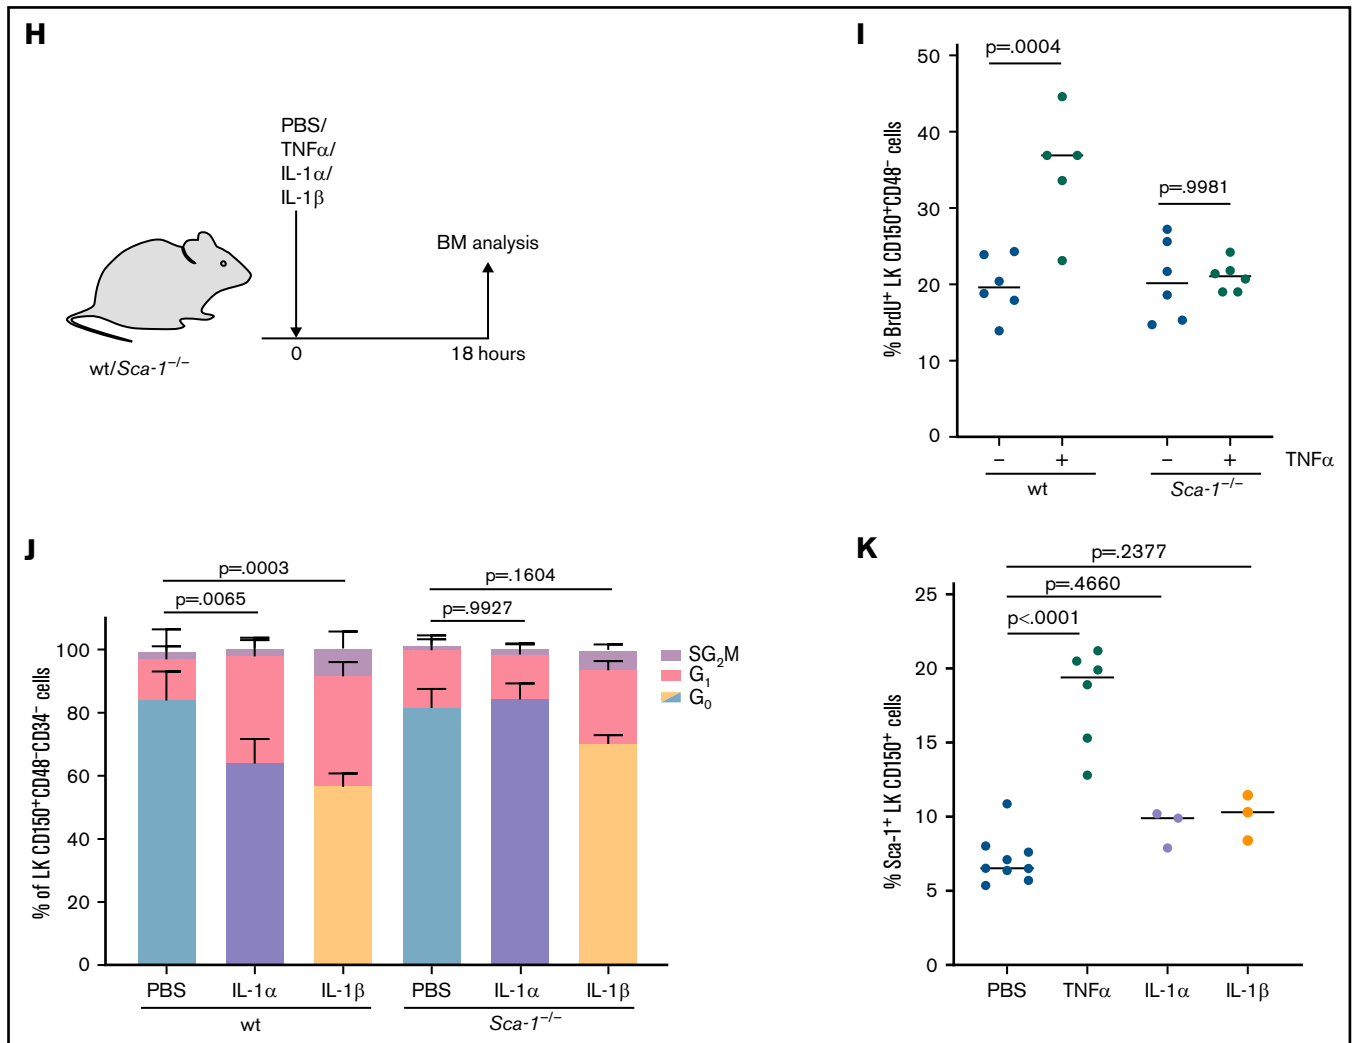 H
PBS/
TNFα/
IL-1α/
IL-1β
BM analysis
0
18 hours
wt/Sca-1⁻/⁻
I
% BrdU⁺ LK CD150⁺CD48⁻ cells
50
40
30
20
10
0
p=.0004
p=.9981
– + – + TNFα
wt Sca-1⁻/⁻
J
% of LK CD150⁺CD48⁻CD34⁻ cells
100
80
60
40
20
0
p=.0003
p=.0065
p=.1604
p=.9927
SG₂M
G₁
G₀
PBS IL-1α IL-1β PBS IL-1α IL-1β
wt Sca-1⁻/⁻
K
% Sca-1⁺ LK CD150⁺ cells
25
20
15
10
5
0
p=.2377
p=.4660
p<.0001
PBS TNFα IL-1α IL-1β